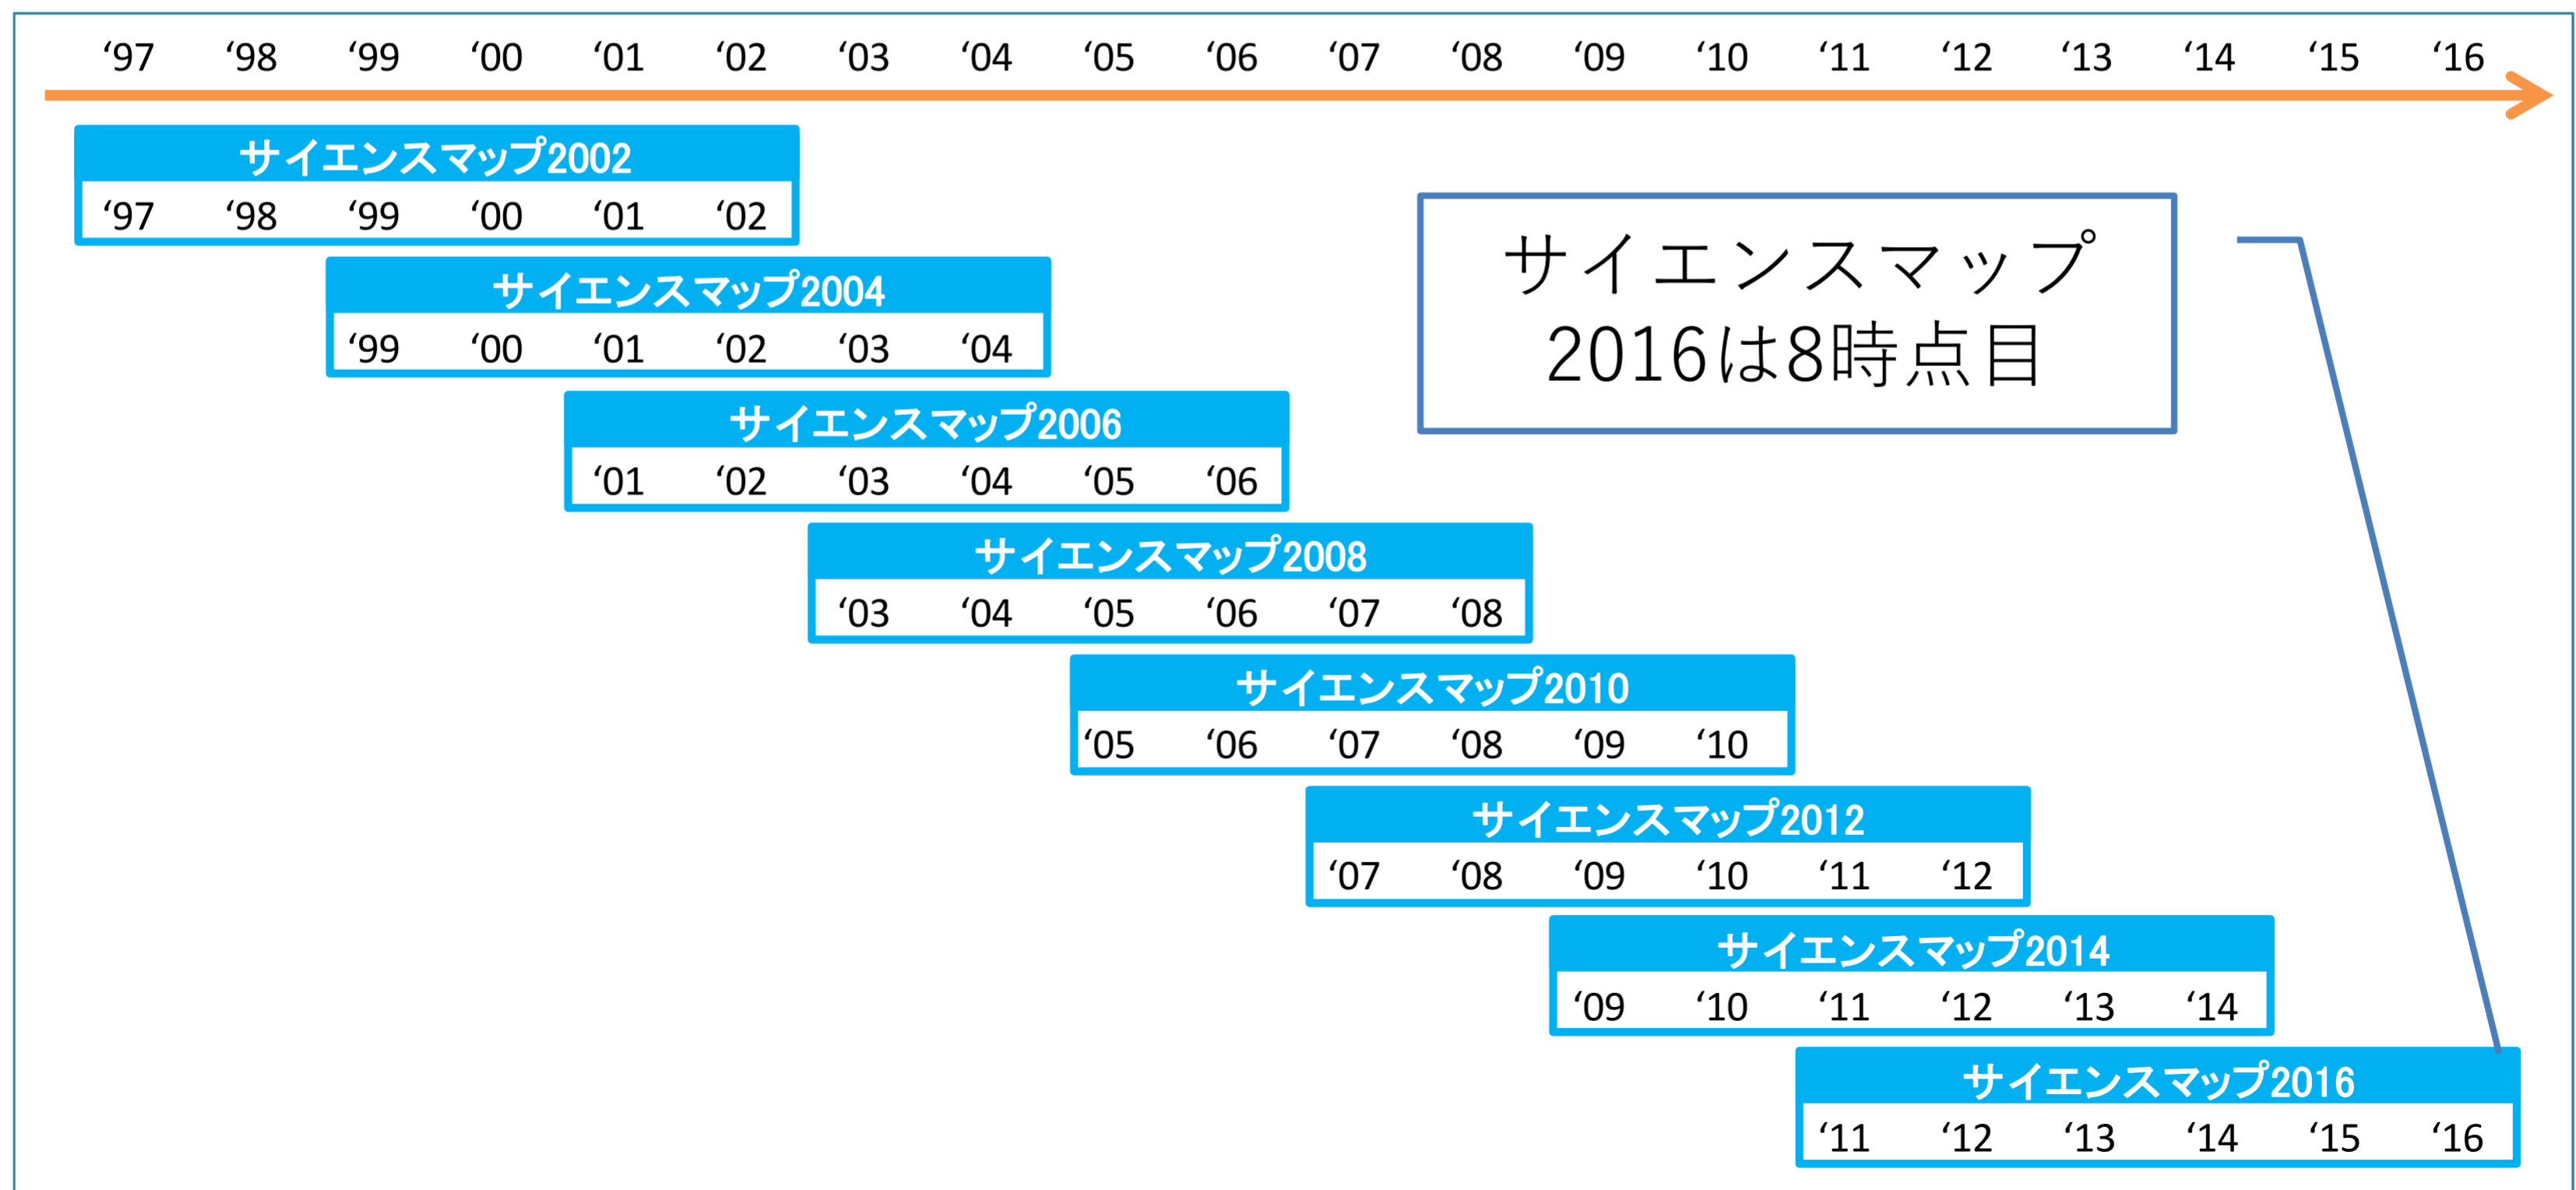 ‘97 ‘98 ‘99 ‘00 ‘01 ‘02 ‘03 ‘04 ‘05 ‘06 ‘07 ‘08 ‘09 ‘10 ‘11 ‘12 ‘13 ‘14 ‘15 ‘16
サイエンスマップ2002
‘97 ‘98 ‘99 ‘00 ‘01 ‘02
サイエンスマップ
2016は8時点目
サイエンスマップ2004
‘99 ‘00 ‘01 ‘02 ‘03 ‘04
サイエンスマップ2006
‘01 ‘02 ‘03 ‘04 ‘05 ‘06
サイエンスマップ2008
‘03 ‘04 ‘05 ‘06 ‘07 ‘08
サイエンスマップ2010
‘05 ‘06 ‘07 ‘08 ‘09 ‘10
サイエンスマップ2012
‘07 ‘08 ‘09 ‘10 ‘11 ‘12
サイエンスマップ2014
‘09 ‘10 ‘11 ‘12 ‘13 ‘14
サイエンスマップ2016
‘11 ‘12 ‘13 ‘14 ‘15 ‘16